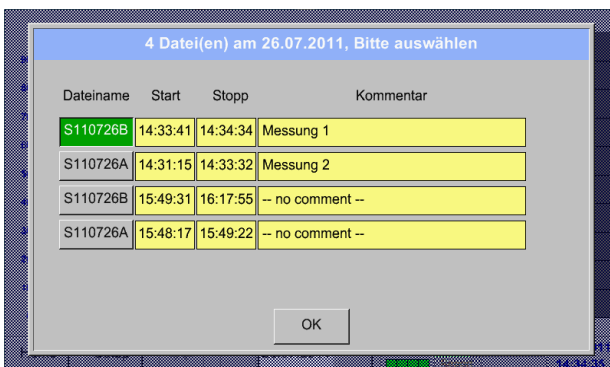 4 Datei(en) am 26.07.2011, Bitte auswählen
Dateiname Start Stopp Kommentar
S110726B 14:33:41 14:34:34 Messung 1
S110726A 14:31:15 14:33:32 Messung 2
S110726B 15:49:31 16:17:55 -- no comment --
S110726A 15:48:17 15:49:22 -- no comment --
OK